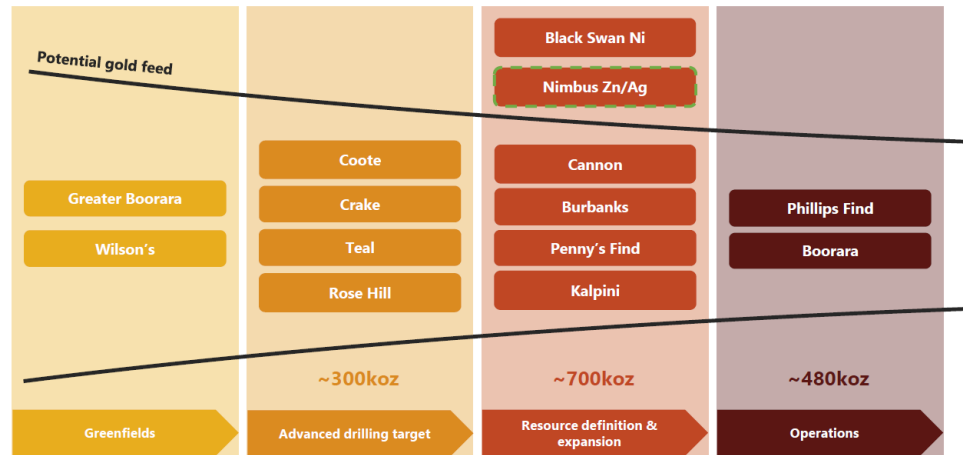 Potential gold feed
Greater Boorara
Wilson's
Greenfields
Coote
Crake
Teal
Rose Hill
~300koz
Advanced drilling target
Black Swan Ni
Nimbus Zn/Ag
Cannon
Burbanks
Penny's Find
Kalpini
~700koz
Resource definition &
expansion
Phillips Find
Boorara
~480koz
Operations